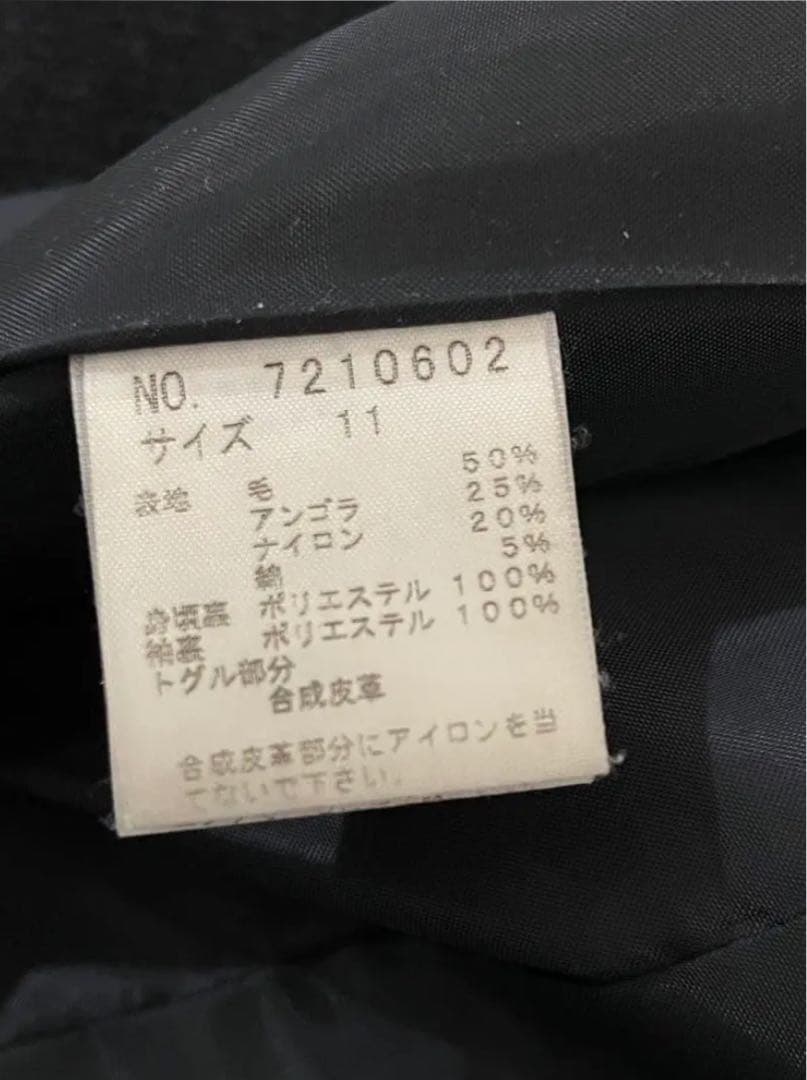 NO. 7210602
サイズ 11
表地 毛 50%
アンゴラ 25%
ナイロン 20%
綿 5%
身頃裏 ポリエステル 100%
袖裏 ポリエステル 100%
トグル部分
合成皮革
合成皮革部分にアイロンを当
てないで下さい.